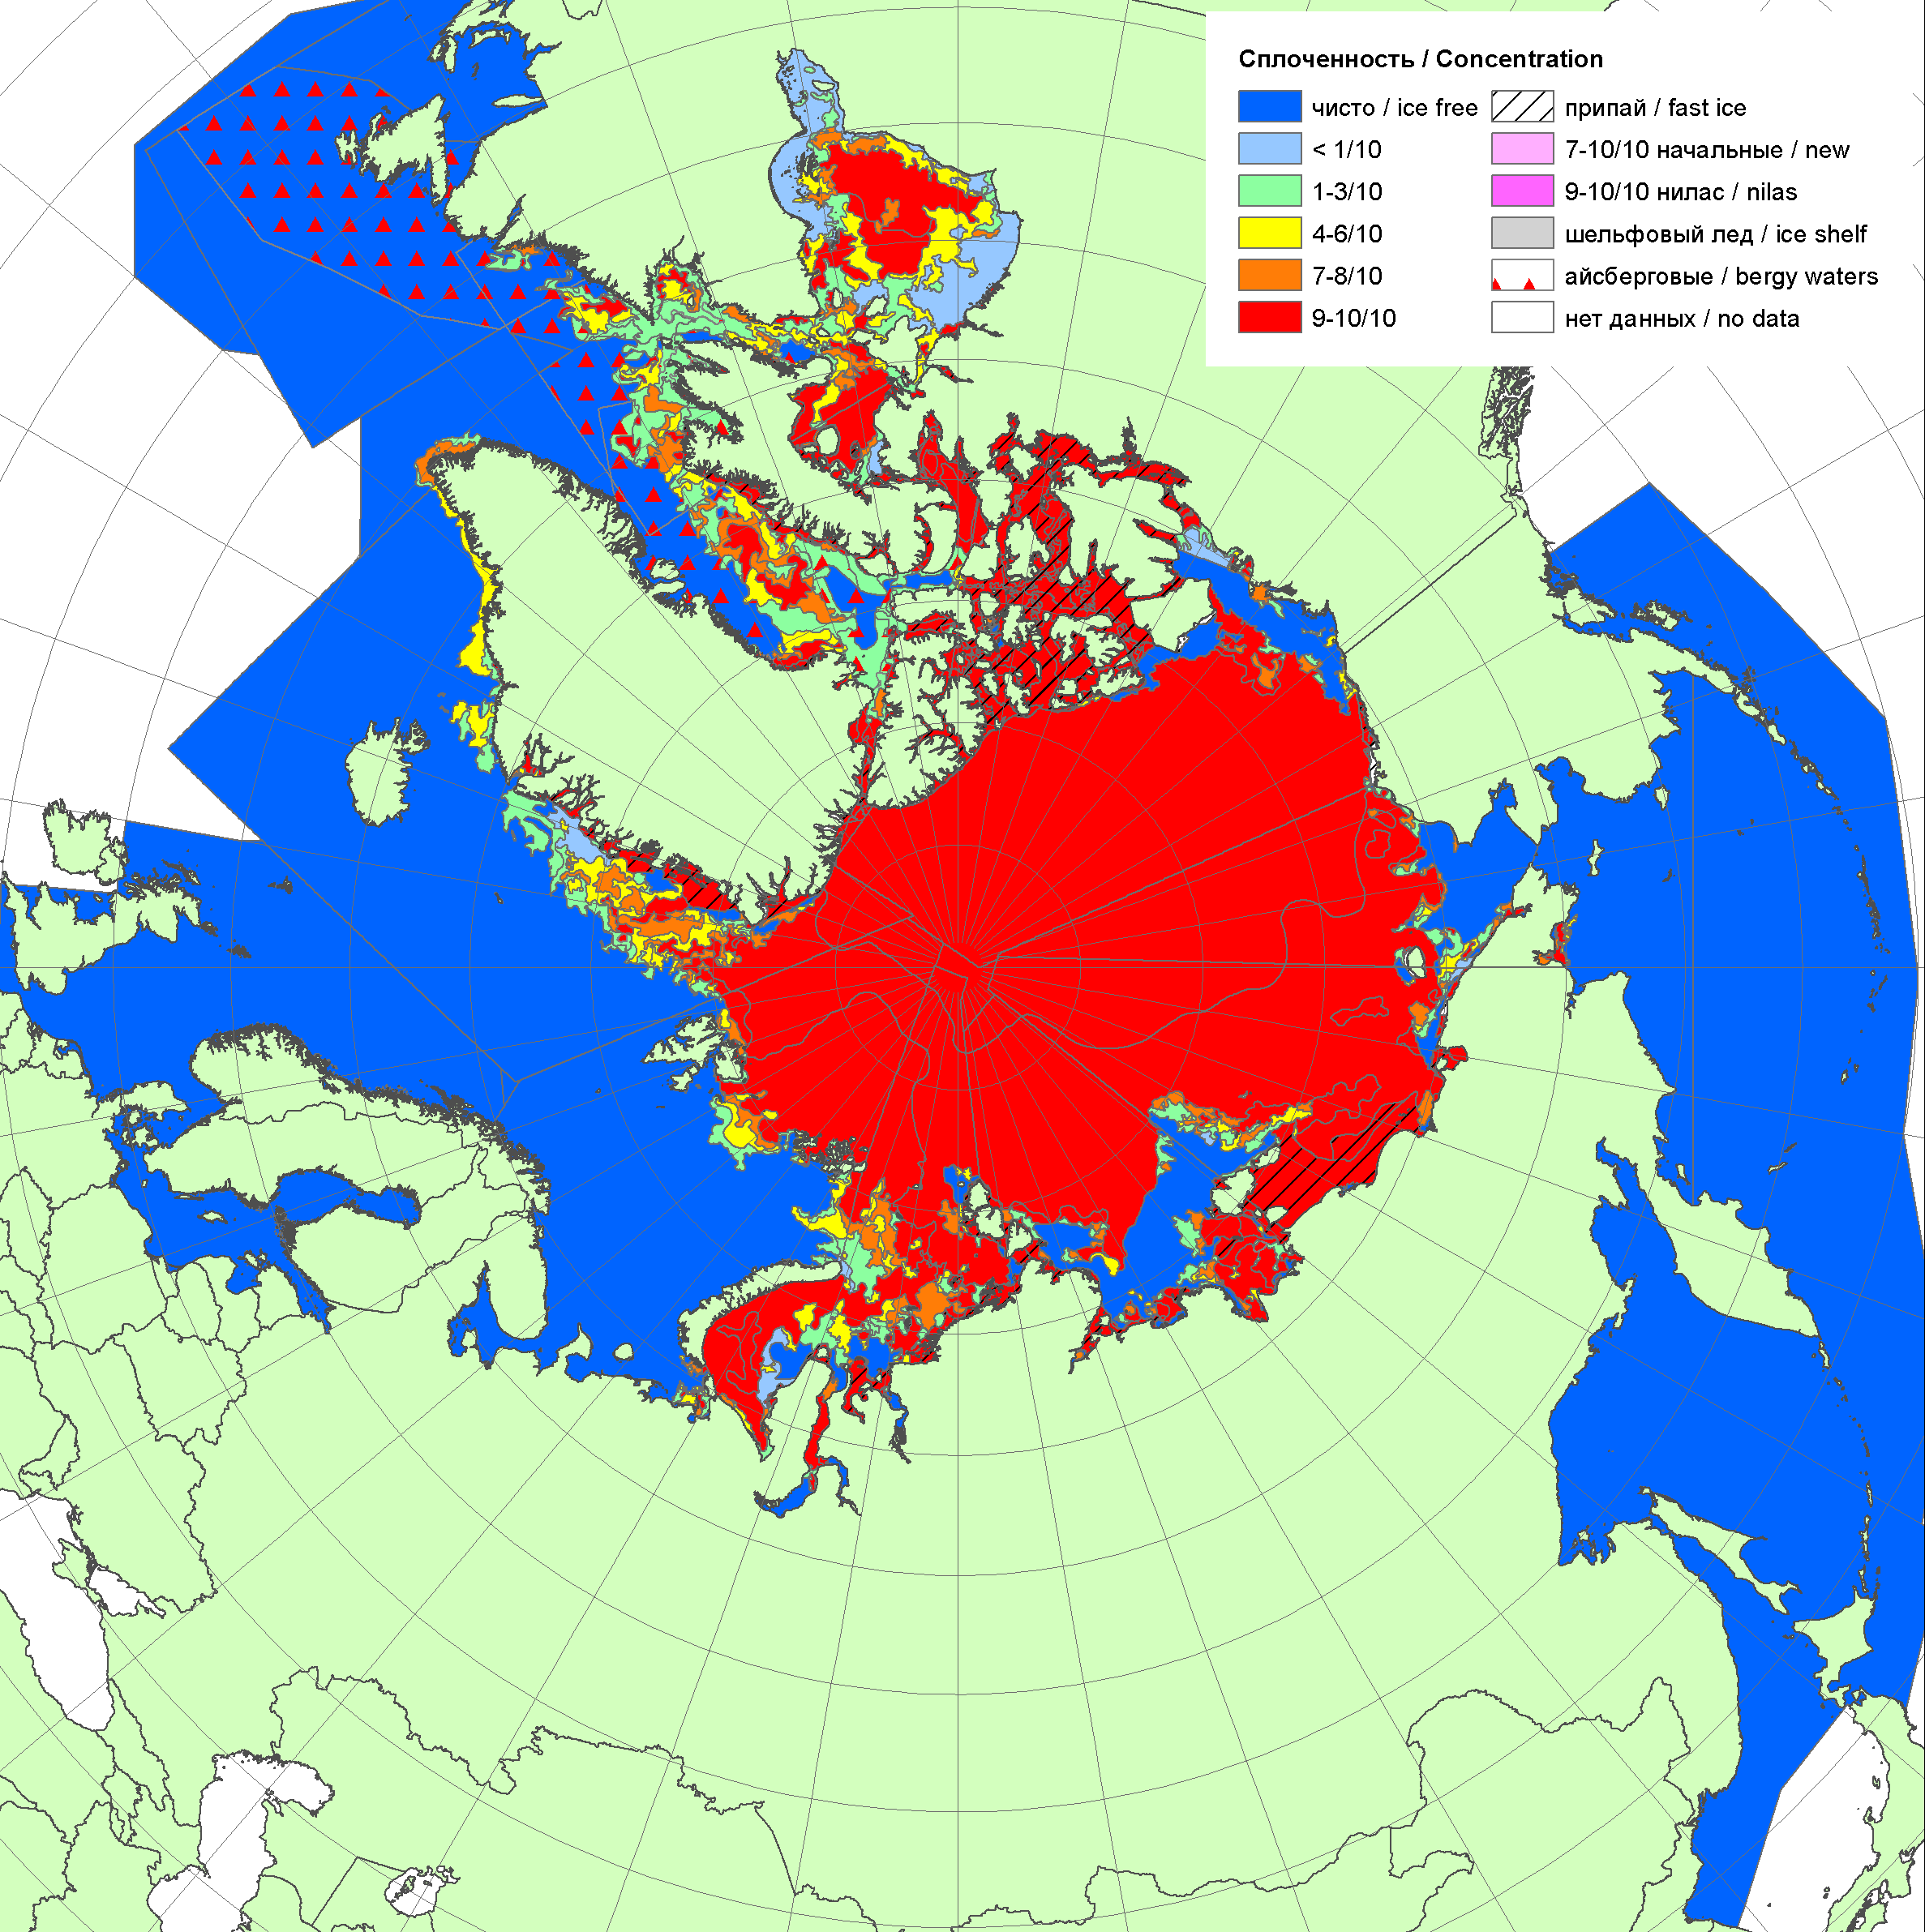 Сплоченность / Concentration
чисто / ice free
< 1/10
1-3/10
4-6/10
7-8/10
9-10/10
припай / fast ice
7-10/10 начальные / new
9-10/10 нилас / nilas
шельфовый лед / ice shelf
айсберговые / bergy waters
нет данных / no data